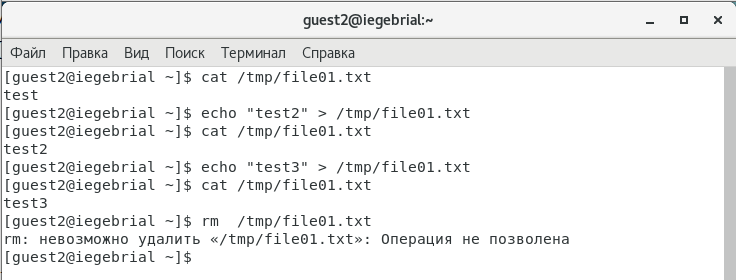 guest2@iegebrial:~
Файл Правка Вид Поиск Терминал Справка
[guest2@iegebrial ~]$ cat /tmp/file01.txt
test
[guest2@iegebrial ~]$ echo "test2" > /tmp/file01.txt
[guest2@iegebrial ~]$ cat /tmp/file01.txt
test2
[guest2@iegebrial ~]$ echo "test3" > /tmp/file01.txt
[guest2@iegebrial ~]$ cat /tmp/file01.txt
test3
[guest2@iegebrial ~]$ rm  /tmp/file01.txt
rm: невозможно удалить «/tmp/file01.txt»: Операция не позволена
[guest2@iegebrial ~]$